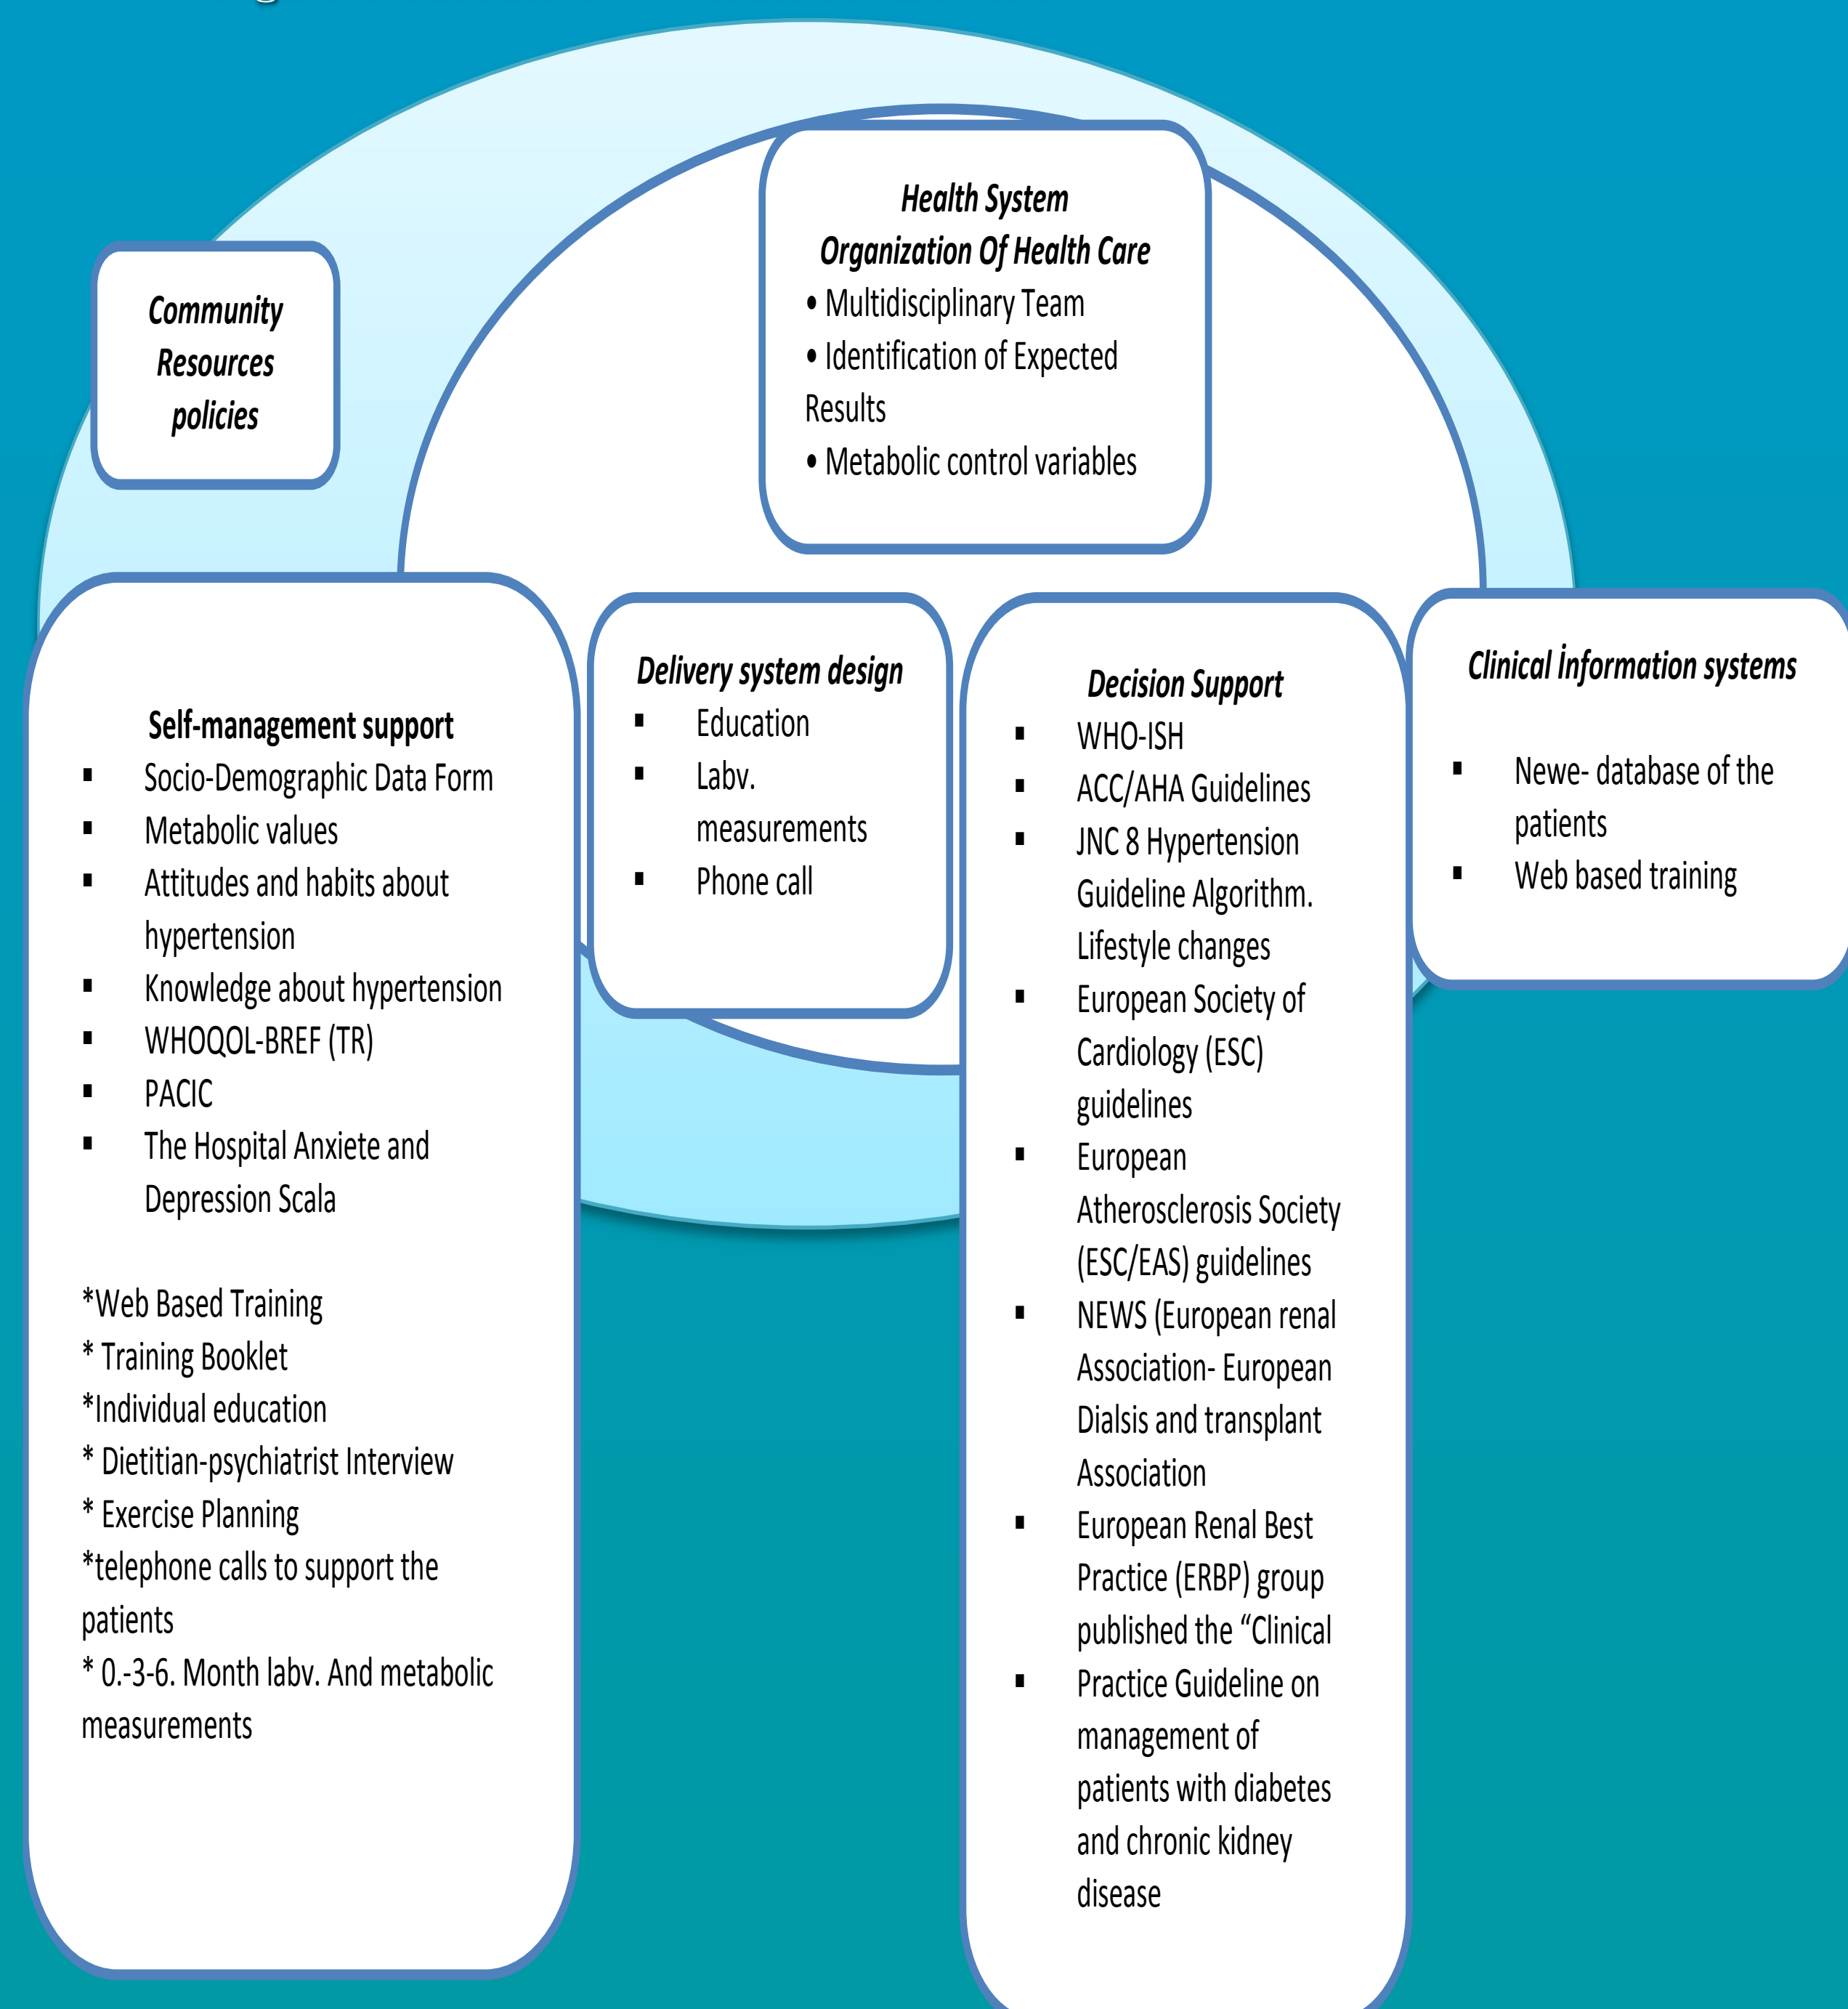 Community
Resources
policies
Health System
Organization Of Health Care
• Multidisciplinary Team
• Identification of Expected
Results
• Metabolic control variables
Self-management support
▪ Socio-Demographic Data Form
▪ Metabolic values
▪ Attitudes and habits about
hypertension
▪ Knowledge about hypertension
▪ WHOQOL-BREF (TR)
▪ PACIC
▪ The Hospital Anxiete and
Depression Scala
*Web Based Training
* Training Booklet
*Individual education
* Dietitian-psychiatrist Interview
* Exercise Planning
*telephone calls to support the
patients
* 0.-3-6. Month labv. And metabolic
measurements
Delivery system design
▪ Education
▪ Labv.
measurements
▪ Phone call
Decision Support
▪ WHO-ISH
▪ ACC/AHA Guidelines
▪ JNC 8 Hypertension
Guideline Algorithm.
Lifestyle changes
▪ European Society of
Cardiology (ESC)
guidelines
▪ European
Atherosclerosis Society
(ESC/EAS) guidelines
▪ NEWS (European renal
Association- European
Dialsis and transplant
Association
▪ European Renal Best
Practice (ERBP) group
published the “Clinical
▪ Practice Guideline on
management of
patients with diabetes
and chronic kidney
disease
Clinical İnformation systems
▪ Newe- database of the
patients
▪ Web based training